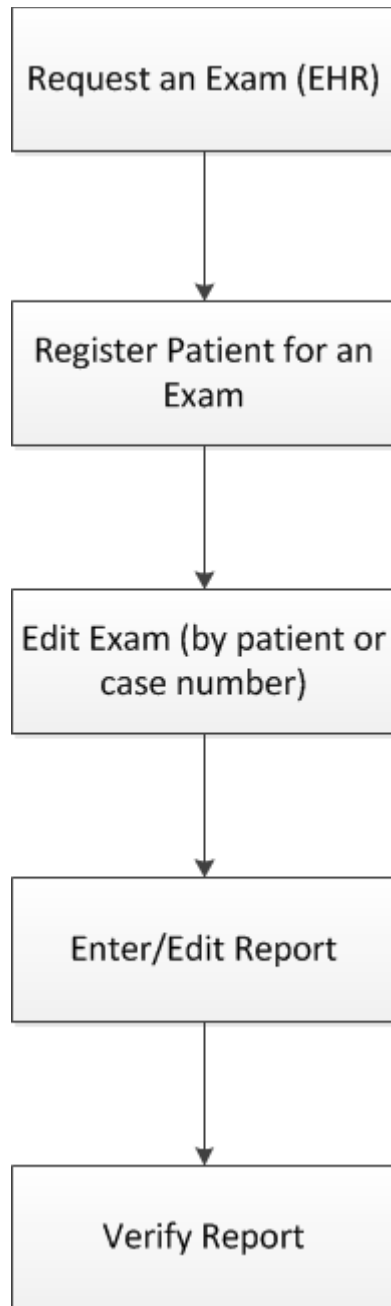 Request an Exam (EHR)
Register Patient for an
Exam
Edit Exam (by patient or
case number)
Enter/Edit Report
Verify Report